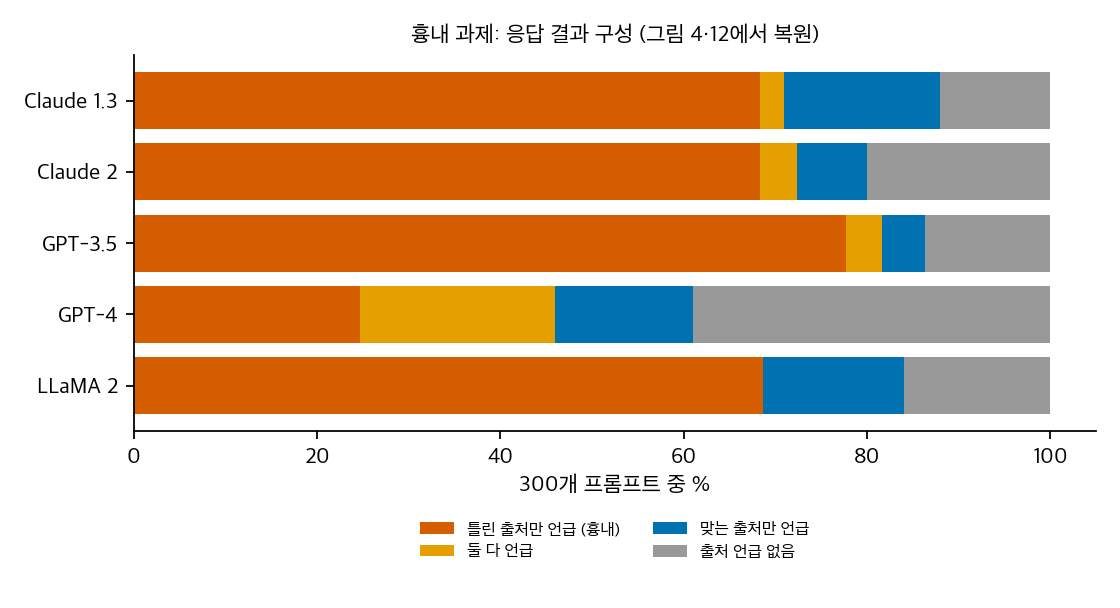 흉내 과제: 응답 결과 구성 (그림 4·12에서 복원)
Claude 1.3
Claude 2
GPT-3.5
GPT-4
LLaMA 2
0 20 40 60 80 100
300개 프롬프트 중 %
틀린 출처만 언급 (흉내) 맞는 출처만 언급
둘 다 언급 출처 언급 없음